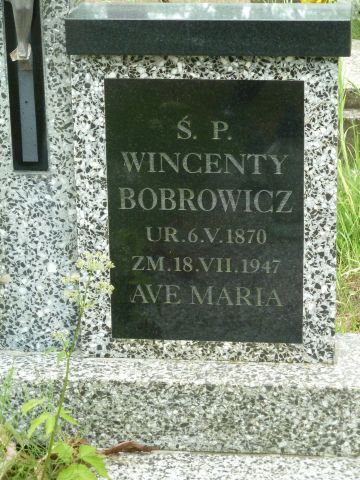 Ś. P.
WINCENTY
BOBROWICZ
UR. 6. V. 1870
ZM. 18. VII. 1947
AVE MARIA